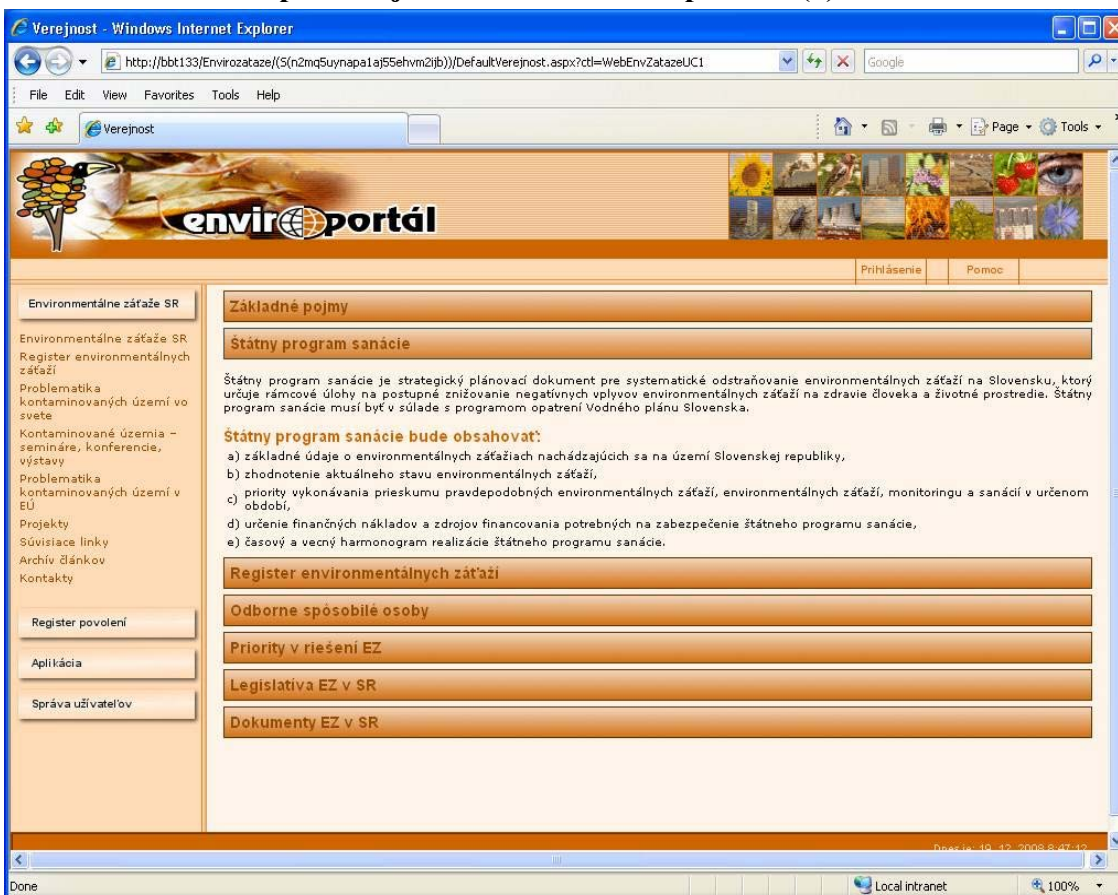 Verejnost - Windows Internet Explorer
http://bbt133/Envirozataze/(S(n2mq5uynapa1aj55ehvm2ijb))/DefaultVerejnost.aspx?ctl=WebEnvZatazeUC1
Google
File Edit View Favorites Tools Help
Verejnost
Page Tools
enviroportál
Prihlásenie Pomoc
Environmentálne záťaže SR
Environmentálne záťaže SR
Register environmentálnych
záťaží
Problematika
kontaminovaných území vo
svete
Kontaminované územia –
semináre, konferencie,
výstavy
Problematika
kontaminovaných území v
EÚ
Projekty
Súvisiace linky
Archív článkov
Kontakty
Register povolení
Aplikácia
Správa užívateľov
Základné pojmy
Štátny program sanácie
Štátny program sanácie je strategický plánovací dokument pre systematické odstraňovanie environmentálnych záťaží na Slovensku, ktorý
určuje rámcové úlohy na postupné znižovanie negatívnych vplyvov environmentálnych záťaží na zdravie človeka a životné prostredie. Štátny
program sanácie musí byť v súlade s programom opatrení Vodného plánu Slovenska.
Štátny program sanácie bude obsahovať:
a) základné údaje o environmentálnych záťažiach nachádzajúcich sa na území Slovenskej republiky,
b) zhodnotenie aktuálneho stavu environmentálnych záťaží,
c) priority vykonávania prieskumu pravdepodobných environmentálnych záťaží, environmentálnych záťaží, monitoringu a sanácií v určenom
období,
d) určenie finančných nákladov a zdrojov financovania potrebných na zabezpečenie štátneho programu sanácie,
e) časový a vecný harmonogram realizácie štátneho programu sanácie.
Register environmentálnych záťaží
Odborne spôsobilé osoby
Priority v riešení EZ
Legislatíva EZ v SR
Dokumenty EZ v SR
Dnes je: 19. 12. 2008 8:47:12
Done Local intranet 100%